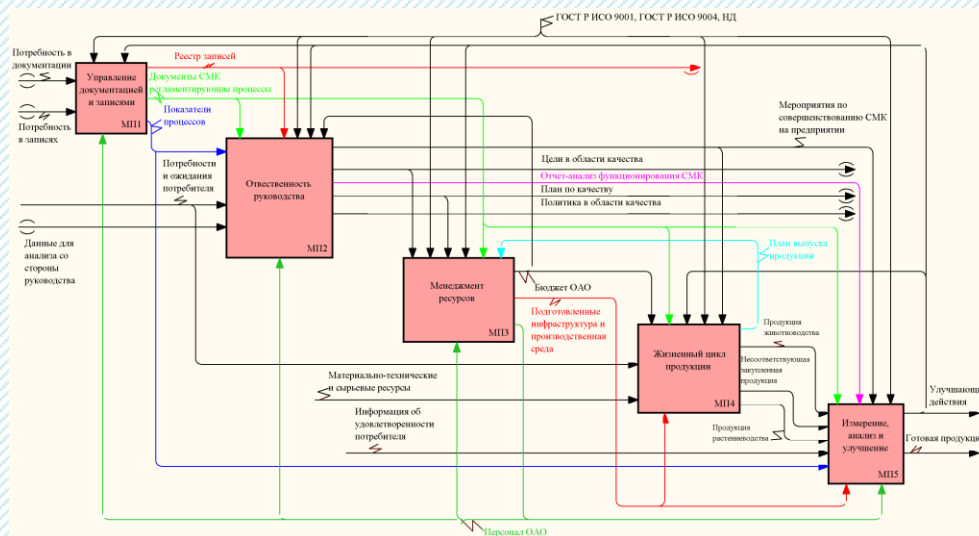 ГОСТ Р ИСО 9001, ГОСТ Р ИСО 9004, НД
Потребность в
документации
Реестр записей
Управление
документацией
и записями
МП1
Документы СМК
регламентирующие процессы
Показатели
процессов
Потребность
в записях
Мероприятия по
совершенствованию СМК
на предприятии
Потребности
и ожидания
потребителя
Отвественность
руководства
МП2
Цели в области качества
Отчет-анализ функционирования СМК
План по качеству
Политика в области качества
Данные для
анализа со
стороны
руководства
План выпуска
продукции
Менеджмент
ресурсов
МП3
Бюджет ОАО
Подготовленные
инфраструктура и
производственная
среда
Продукция
животноводства
Жизненный цикл
продукции
МП4
Несоответствующая
закупленная
продукция
Материально-технические
и сырьевые ресурсы
Информация об
удовлетворенности
потребителя
Продукция
растениеводства
Измерение,
анализ и
улучшение
МП5
Улучшающи
действия
Готовая продукци
Персонал ОАО